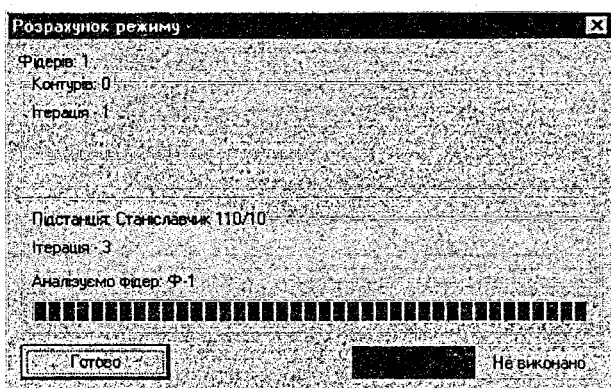 Розрахунок режиму
Фідерів: 1
Контурів: 0
Ітерація - 1
Підстанція: Станіславчик 110/10
Ітерація - 3
Аналізуємо фідер: Ф-1
Готово
Не виконано